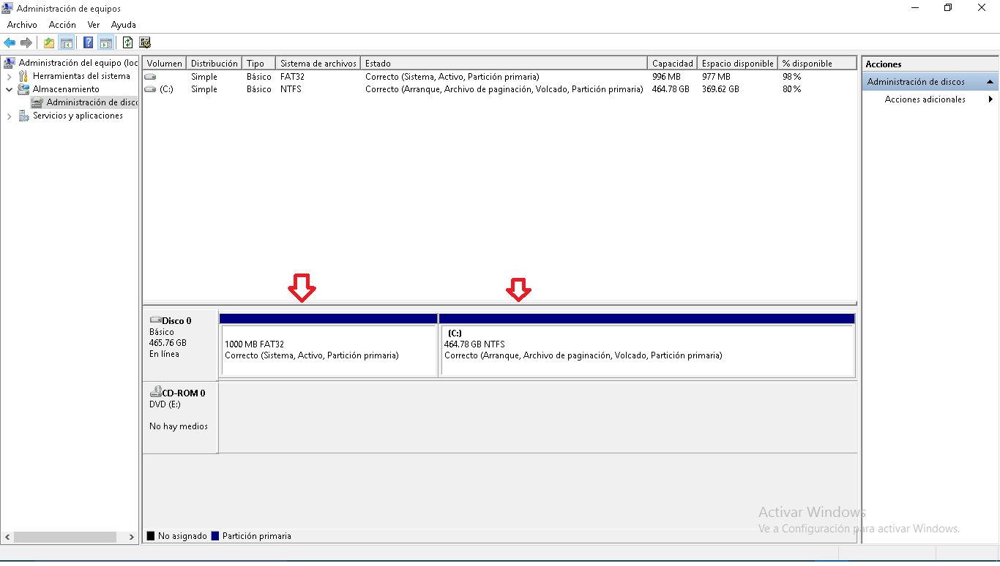 Administración de equipos
Archivo Acción Ver Ayuda
Administración del equipo (loc
Herramientas del sistema
Almacenamiento
Administración de disc
Servicios y aplicaciones
Volumen Distribución Tipo Sistema de archivos Estado Capacidad Espacio disponible % disponible
Simple Básico FAT32 Correcto (Sistema, Activo, Partición primaria) 996 MB 977 MB 98 %
(C:) Simple Básico NTFS Correcto (Arranque, Archivo de paginación, Volcado, Partición primaria) 464.78 GB 369.62 GB 80 %
Disco 0
Básico
465.76 GB
En línea
1000 MB FAT32
Correcto (Sistema, Activo, Partición primaria)
(C:)
464.78 GB NTFS
Correcto (Arranque, Archivo de paginación, Volcado, Partición primaria)
CD-ROM 0
DVD (E:)
No hay medios
No asignado Partición primaria
Acciones
Administración de discos
Acciones adicionales
Activar Windows
Ve a Configuración para activar Windows.